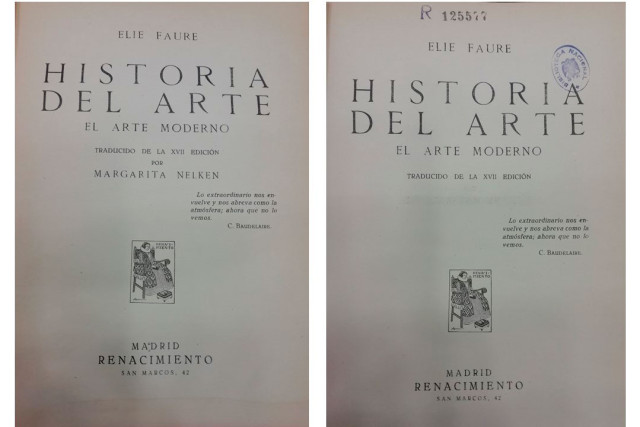 ELIE FAURE
HISTORIA
DEL ARTE
EL ARTE MODERNO
TRADUCIDO DE LA XVII EDICIÓN
POR
MARGARITA NELKEN
Lo extraordinario nos en-
vuelve y nos abreva como la
atmósfera; ahora que no lo
vemos.
C. BAUDELAIRE.
MADRID
RENACIMIENTO
SAN MARCOS, 42
R 125577
ELIE FAURE
HISTORIA
DEL ARTE
EL ARTE MODERNO
TRADUCIDO DE LA XVII EDICIÓN
Lo extraordinario nos en-
vuelve y nos abreva como la
atmósfera; ahora que no lo
vemos.
C. BAUDELAIRE.
MADRID
RENACIMIENTO
SAN MARCOS, 42